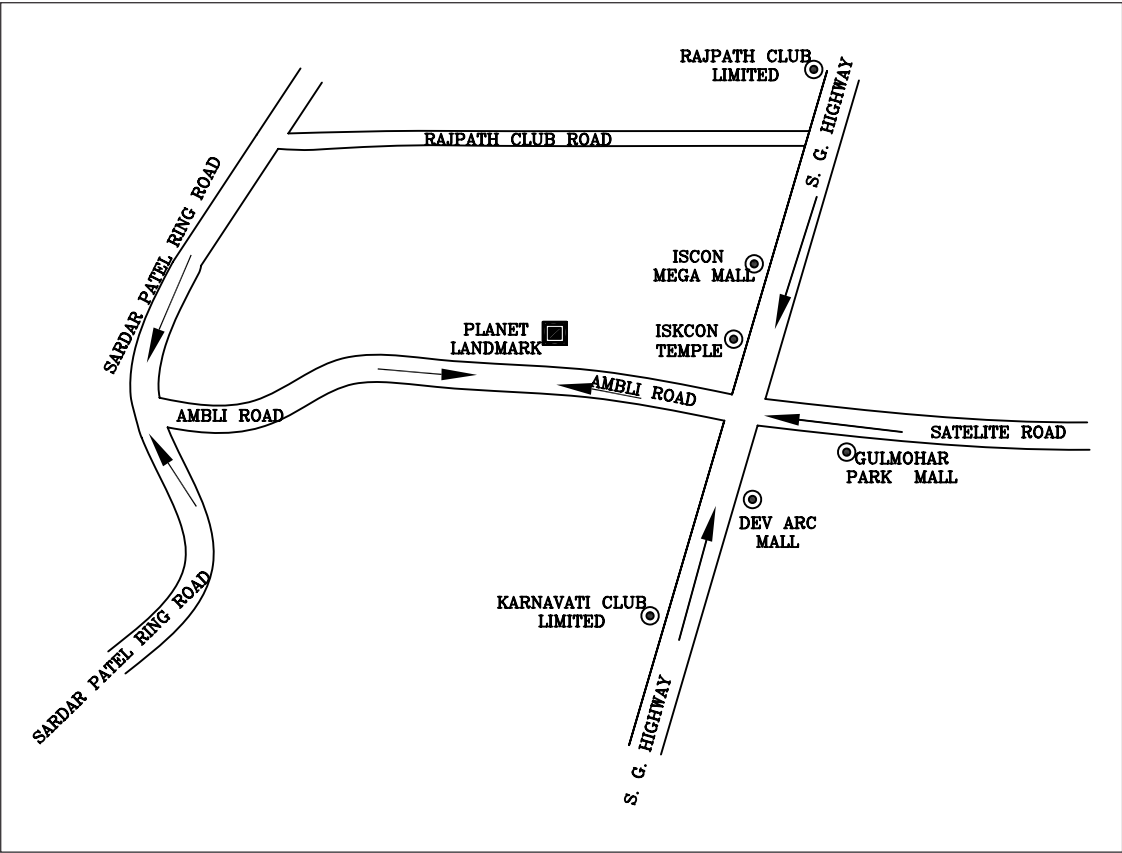 RAJPATH CLUB
LIMITED
S. G. HIGHWAY
RAJPATH CLUB ROAD
SARDAR PATEL RING ROAD
ISCON
MEGA MALL
PLANET
LANDMARK
ISKCON
TEMPLE
AMBLI ROAD
AMBLI ROAD
SATELITE ROAD
GULMOHAR
PARK MALL
DEV ARC
MALL
KARNAVATI CLUB
LIMITED
SARDAR PATEL RING ROAD
S. G. HIGHWAY